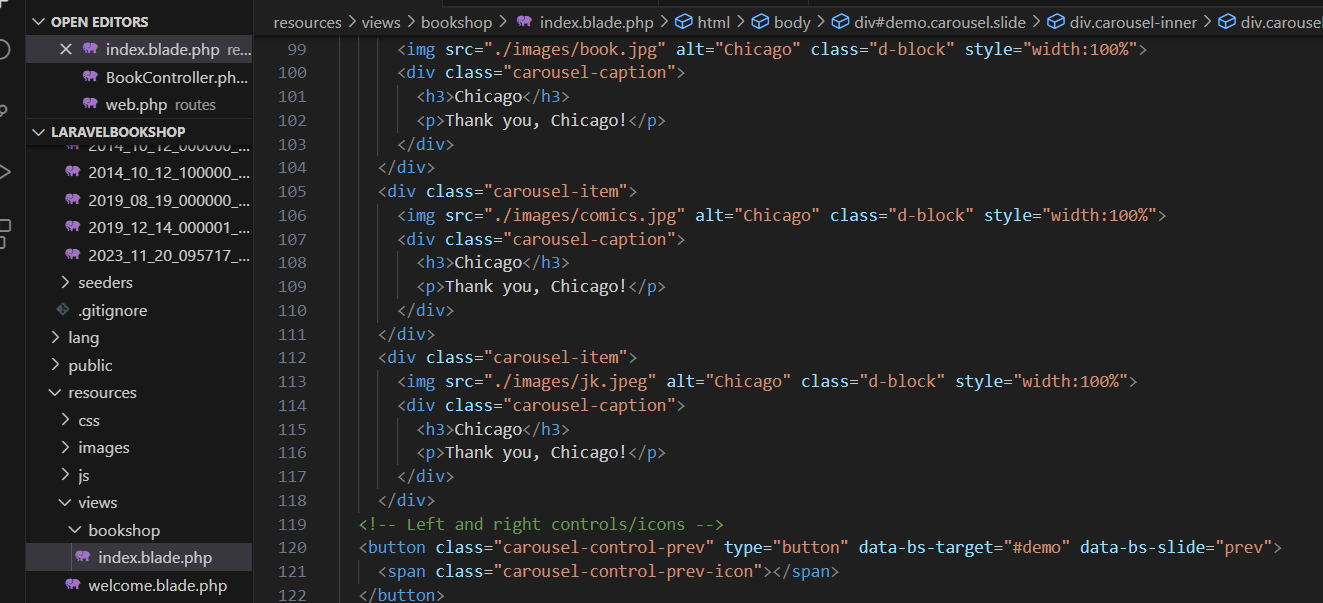 OPEN EDITORS
index.blade.php re...
BookController.ph...
web.php routes
LARAVELBOOKSHOP
2014_10_12_000000_...
2014_10_12_100000_...
2019_08_19_000000_...
2019_12_14_000001_...
2023_11_20_095717_...
seeders
.gitignore
lang
public
resources
css
images
js
views
bookshop
index.blade.php
welcome.blade.php
resources > views > bookshop > index.blade.php > html > body > div#demo.carousel.slide > div.carousel-inner > div.carousel
99 <img src="./images/book.jpg" alt="Chicago" class="d-block" style="width:100%">
100 <div class="carousel-caption">
101 <h3>Chicago</h3>
102 <p>Thank you, Chicago!</p>
103 </div>
104 </div>
105 <div class="carousel-item">
106 <img src="./images/comics.jpg" alt="Chicago" class="d-block" style="width:100%">
107 <div class="carousel-caption">
108 <h3>Chicago</h3>
109 <p>Thank you, Chicago!</p>
110 </div>
111 </div>
112 <div class="carousel-item">
113 <img src="./images/jk.jpeg" alt="Chicago" class="d-block" style="width:100%">
114 <div class="carousel-caption">
115 <h3>Chicago</h3>
116 <p>Thank you, Chicago!</p>
117 </div>
118 </div>
119 <!-- Left and right controls/icons -->
120 <button class="carousel-control-prev" type="button" data-bs-target="#demo" data-bs-slide="prev">
121 <span class="carousel-control-prev-icon"></span>
122 </button>